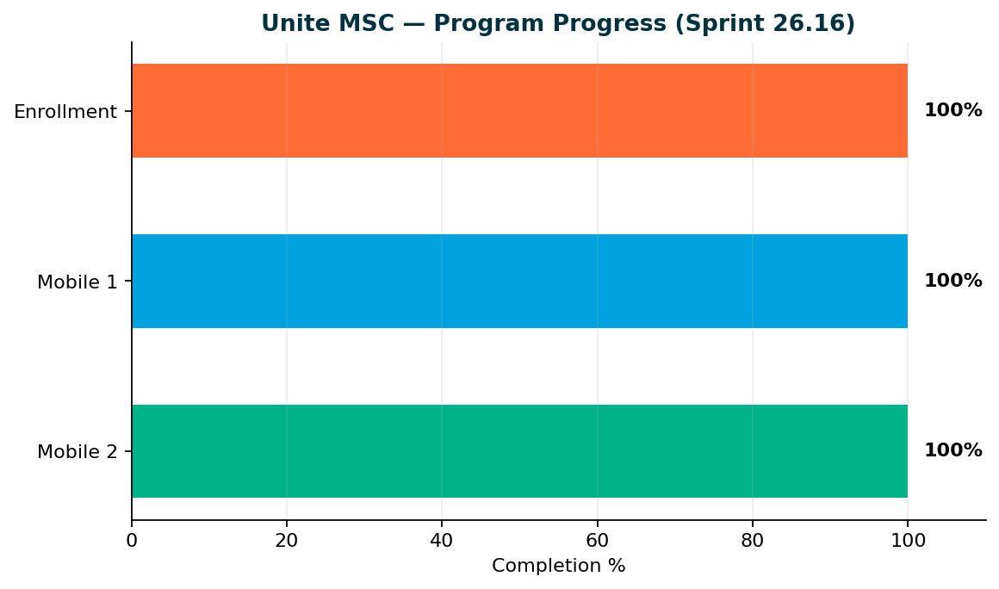 Unite MSC — Program Progress (Sprint 26.16)
Enrollment 100%
Mobile 1 100%
Mobile 2 100%
0 20 40 60 80 100
Completion %